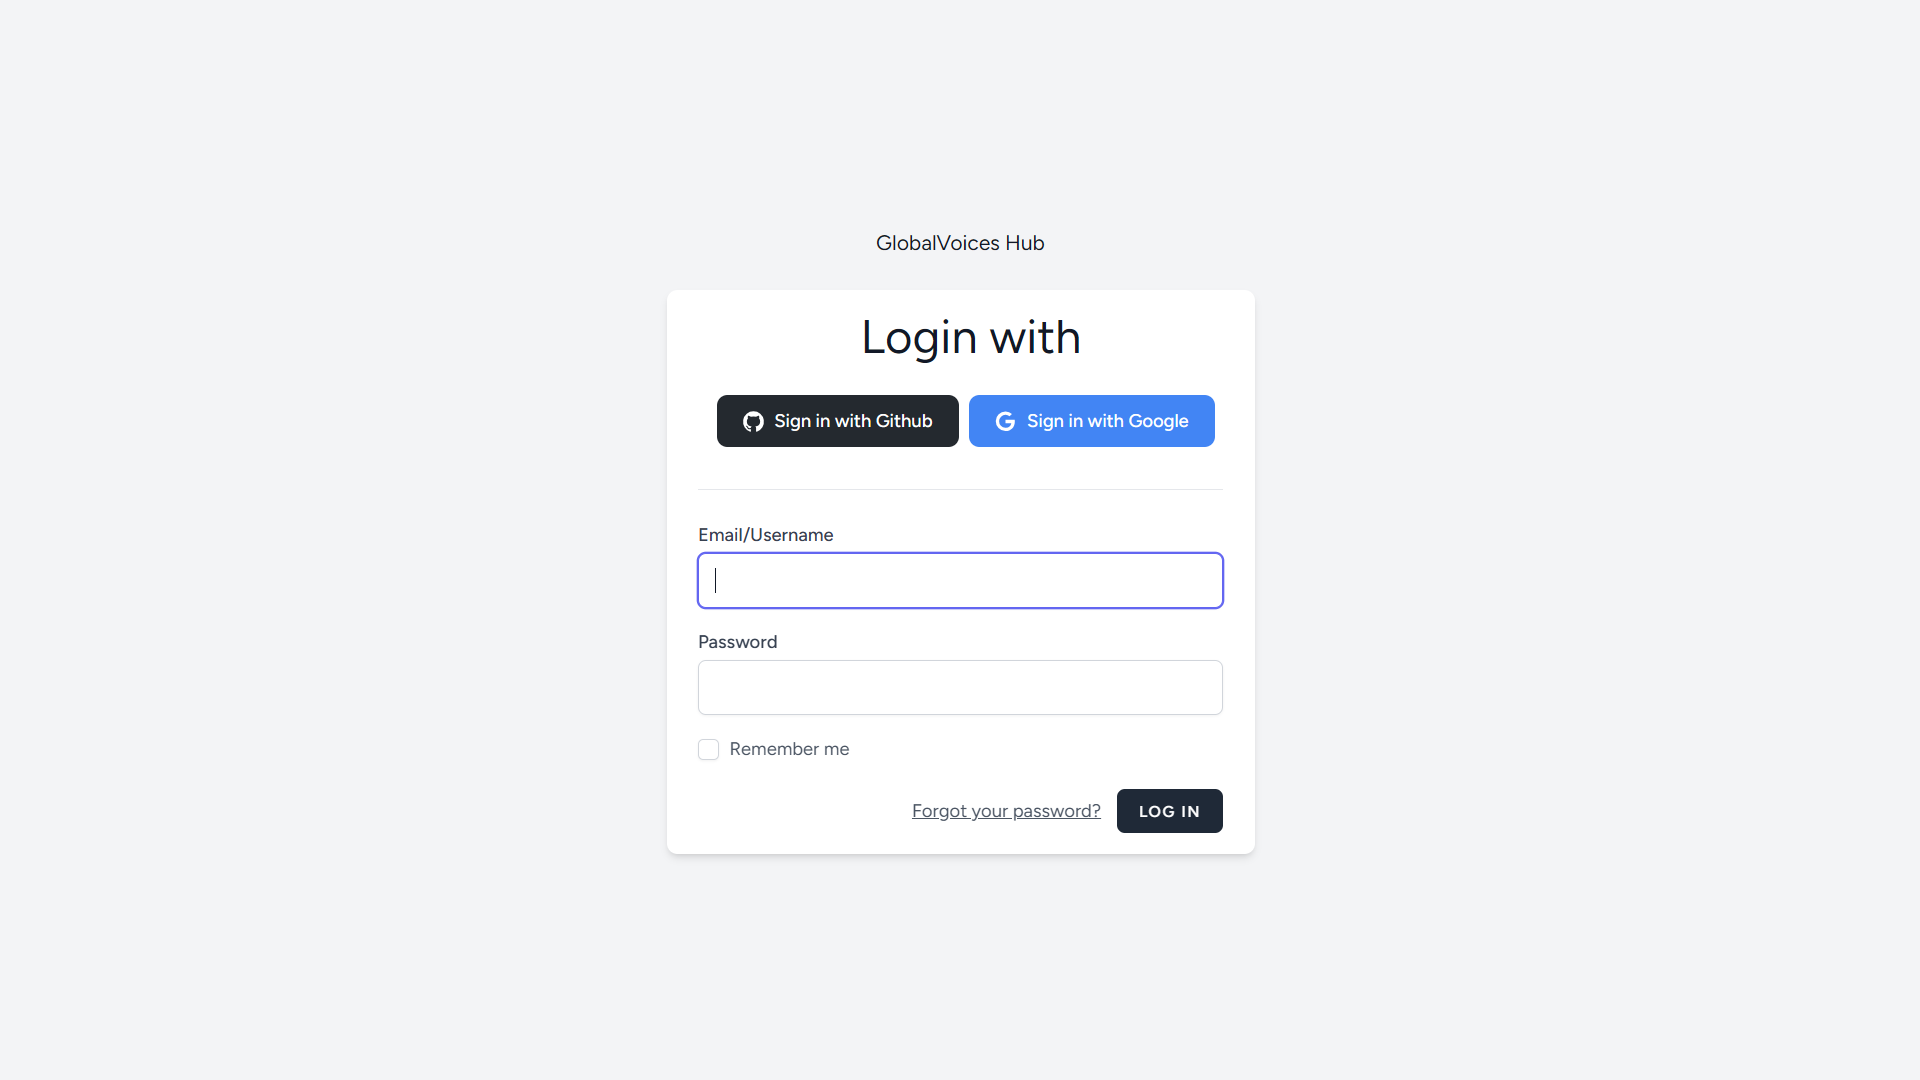 GlobalVoices Hub
Login with
Sign in with Github
Sign in with Google
Email/Username
Password
Remember me
Forgot your password?
LOG IN